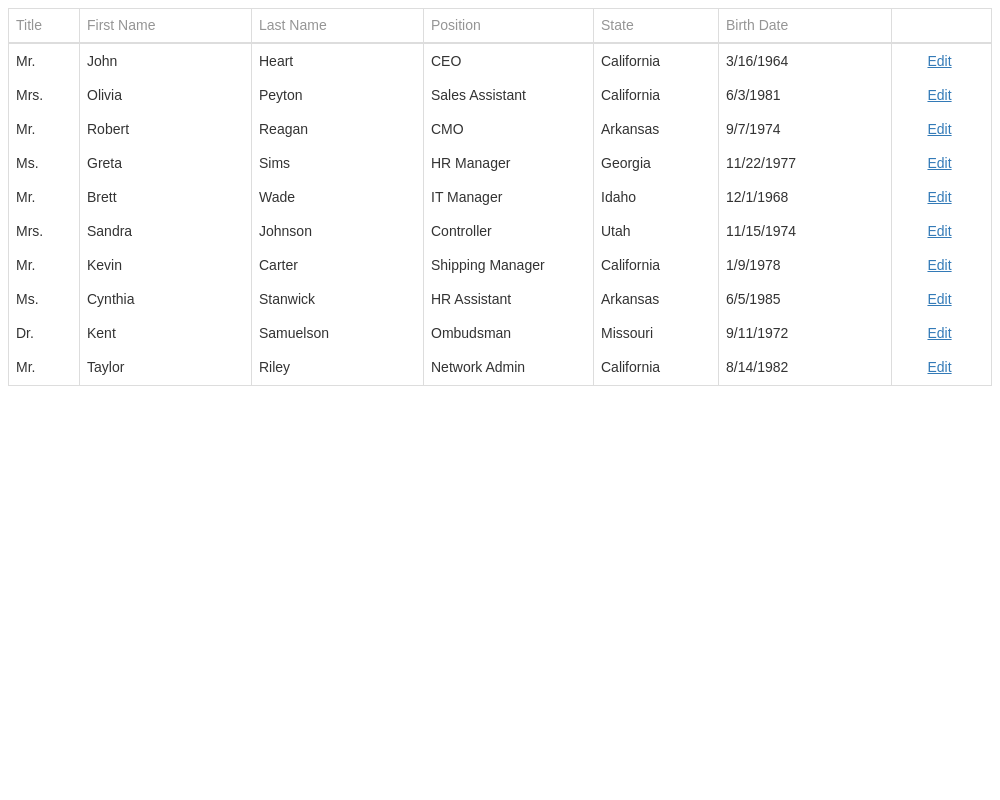 Title First Name Last Name Position State Birth Date
Mr. John Heart CEO California 3/16/1964 Edit
Mrs. Olivia Peyton Sales Assistant California 6/3/1981 Edit
Mr. Robert Reagan CMO Arkansas 9/7/1974 Edit
Ms. Greta Sims HR Manager Georgia 11/22/1977 Edit
Mr. Brett Wade IT Manager Idaho 12/1/1968 Edit
Mrs. Sandra Johnson Controller Utah 11/15/1974 Edit
Mr. Kevin Carter Shipping Manager California 1/9/1978 Edit
Ms. Cynthia Stanwick HR Assistant Arkansas 6/5/1985 Edit
Dr. Kent Samuelson Ombudsman Missouri 9/11/1972 Edit
Mr. Taylor Riley Network Admin California 8/14/1982 Edit